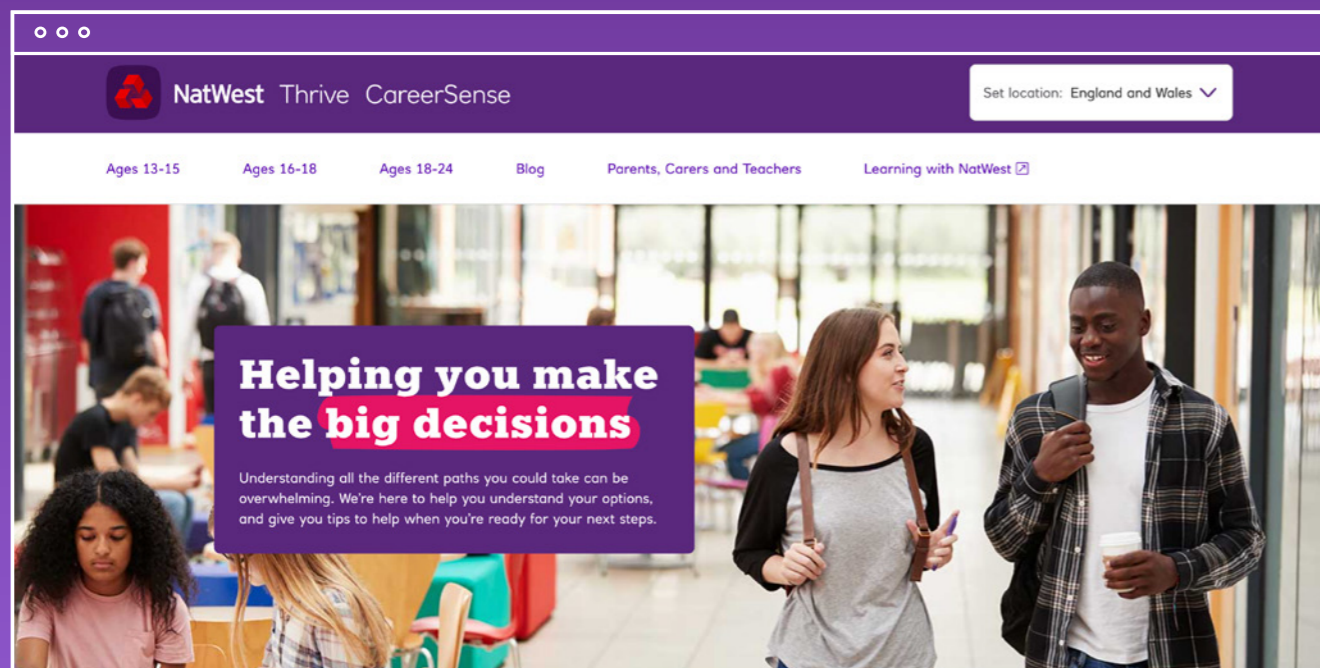 NatWest Thrive CareerSense
Set location: England and Wales
Ages 13-15
Ages 16-18
Ages 18-24
Blog
Parents, Carers and Teachers
Learning with NatWest
Helping you make
the big decisions
Understanding all the different paths you could take can be
overwhelming. We're here to help you understand your options,
and give you tips to help when you're ready for your next steps.